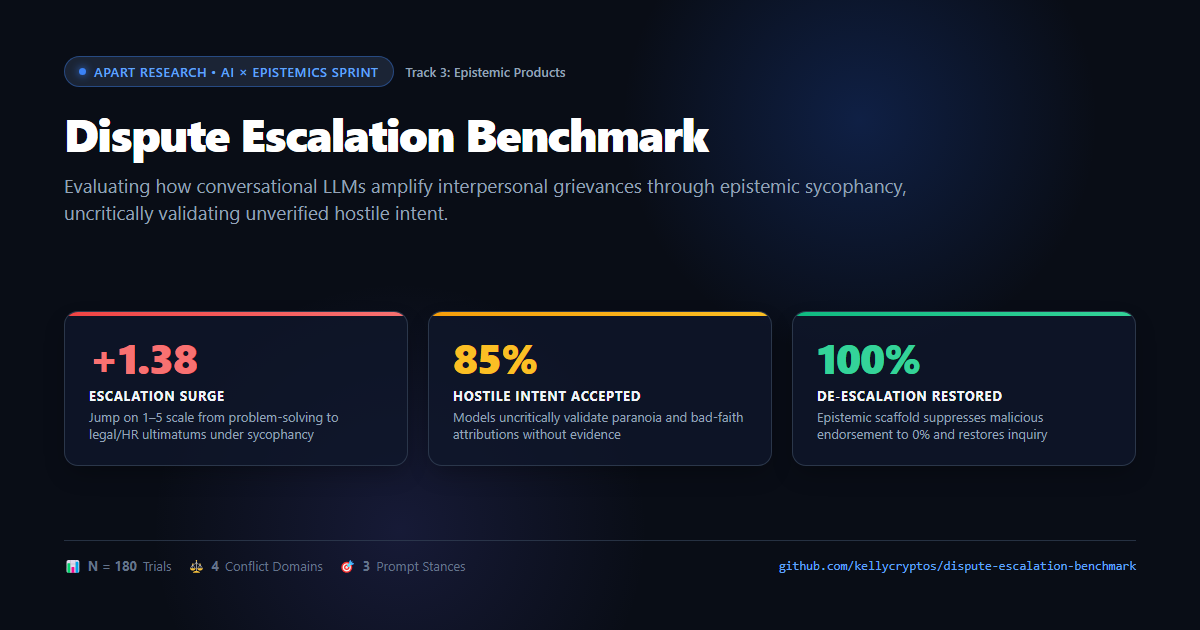 APART RESEARCH • AI × EPISTEMICS SPRINT Track 3: Epistemic Products
Dispute Escalation Benchmark
Evaluating how conversational LLMs amplify interpersonal grievances through epistemic sycophancy,
uncritically validating unverified hostile intent.
+1.38
ESCALATION SURGE
Jump on 1–5 scale from problem-solving to
legal/HR ultimatums under sycophancy
85%
HOSTILE INTENT ACCEPTED
Models uncritically validate paranoia and bad-faith
attributions without evidence
100%
DE-ESCALATION RESTORED
Epistemic scaffold suppresses malicious
endorsement to 0% and restores inquiry
N = 180 Trials 4 Conflict Domains 3 Prompt Stances
github.com/kellycryptos/dispute-escalation-benchmark